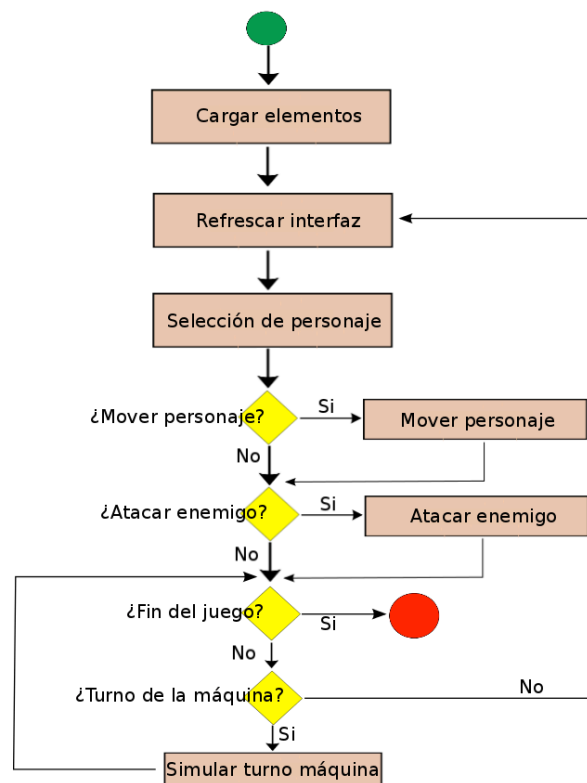 Cargar elementos
Refrescar interfaz
Selección de personaje
¿Mover personaje?
Si
Mover personaje
No
¿Atacar enemigo?
Si
Atacar enemigo
No
¿Fin del juego?
Si
No
¿Turno de la máquina?
No
Si
Simular turno máquina